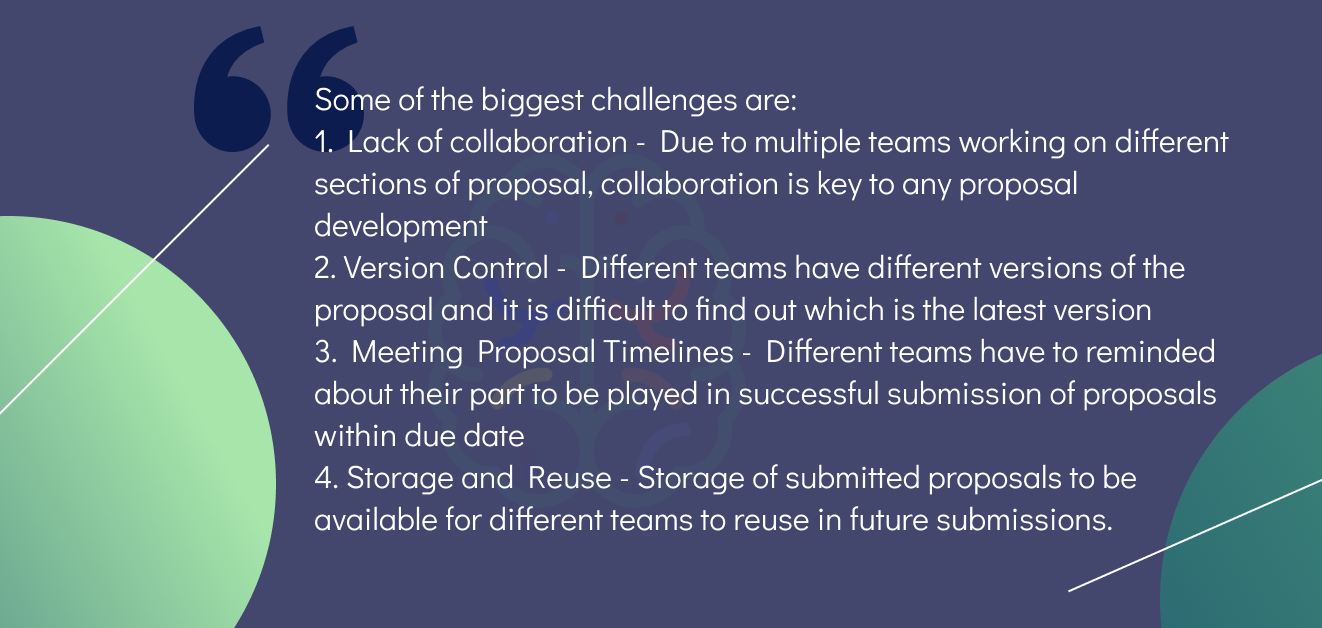 Some of the biggest challenges are:
1. Lack of collaboration - Due to multiple teams working on different
sections of proposal, collaboration is key to any proposal
development
2. Version Control - Different teams have different versions of the
proposal and it is difficult to find out which is the latest version
3. Meeting Proposal Timelines - Different teams have to reminded
about their part to be played in successful submission of proposals
within due date
4. Storage and Reuse - Storage of submitted proposals to be
available for different teams to reuse in future submissions.